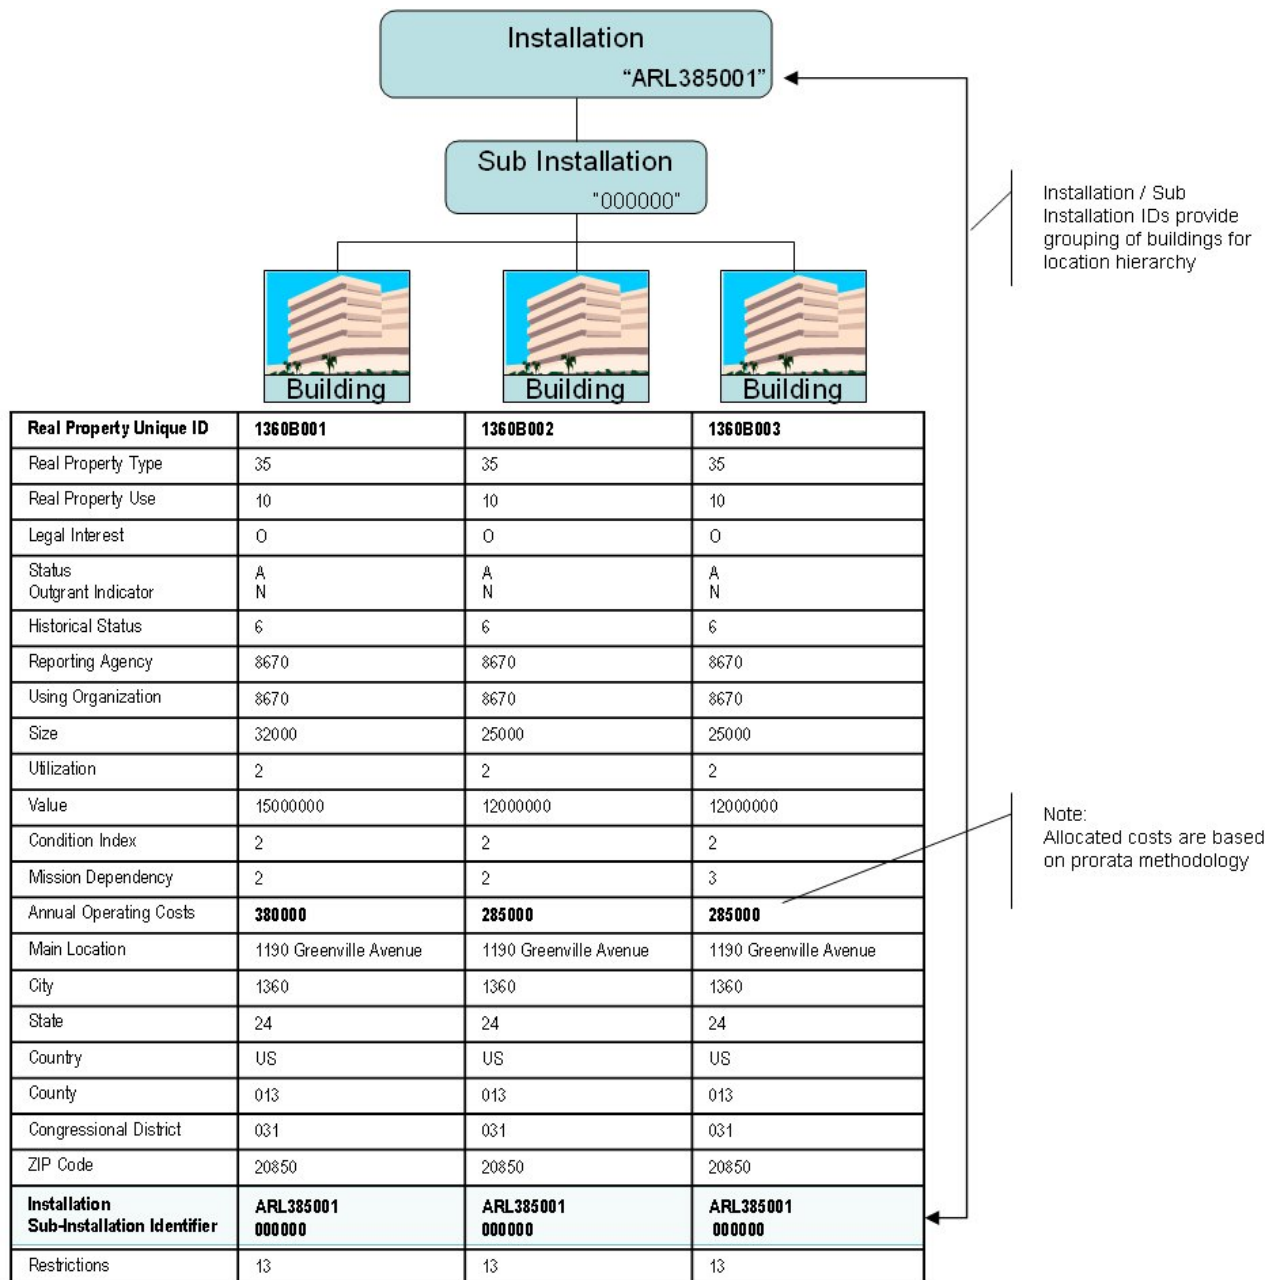 Installation
“ARL385001”
Sub Installation
"000000"
Installation / Sub
Installation IDs provide
grouping of buildings for
location hierarchy
Building Building Building
Real Property Unique ID 1360B001 1360B002 1360B003
Real Property Type 35 35 35
Real Property Use 10 10 10
Legal Interest O O O
Status A A A
Outgrant Indicator N N N
Historical Status 6 6 6
Reporting Agency 8670 8670 8670
Using Organization 8670 8670 8670
Size 32000 25000 25000
Utilization 2 2 2
Value 15000000 12000000 12000000
Condition Index 2 2 2
Mission Dependency 2 2 3
Annual Operating Costs 380000 285000 285000
Note:
Allocated costs are based
on prorata methodology
Main Location 1190 Greenville Avenue 1190 Greenville Avenue 1190 Greenville Avenue
City 1360 1360 1360
State 24 24 24
Country US US US
County 013 013 013
Congressional District 031 031 031
ZIP Code 20850 20850 20850
Installation ARL385001 ARL385001 ARL385001
Sub-Installation Identifier 000000 000000 000000
Restrictions 13 13 13